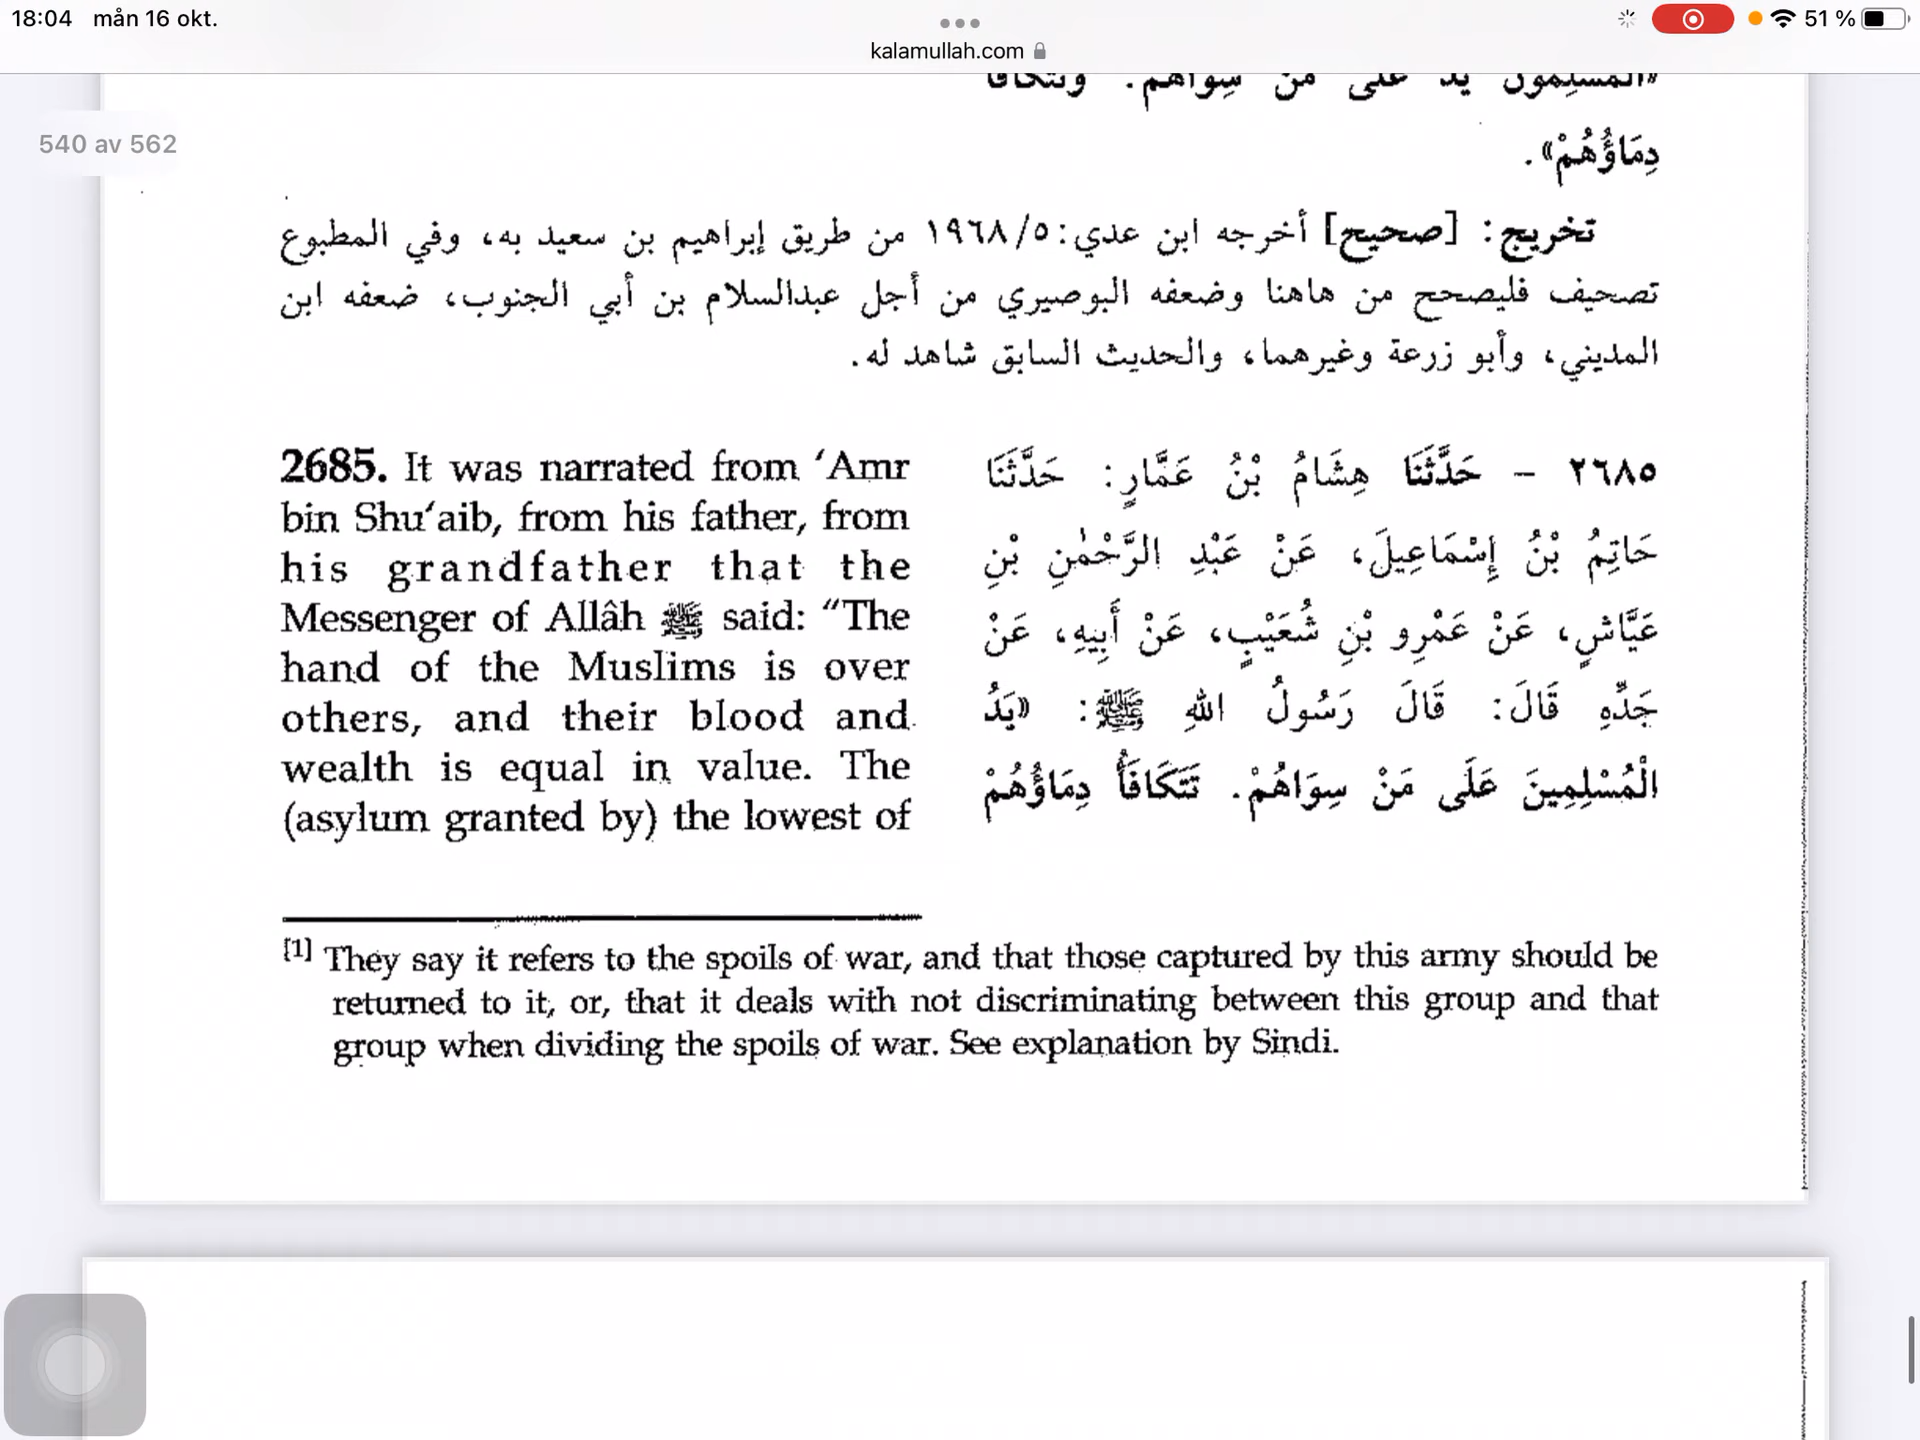 18:04 mån 16 okt.
51 %
kalamullah.com
540 av 562
«الْمُسْلِمُونَ يَدٌ عَلَى مَنْ سِوَاهُمْ. وَتَتَكَافَأُ
دِمَاؤُهُمْ».
تخريج: [صحيح] أخرجه ابن عدي: ١٩٦٨/٥ من طريق إبراهيم بن سعيد به، وفي المطبوع
تصحيف فليصحح من هاهنا وضعفه البوصيري من أجل عبدالسلام بن أبي الجنوب، ضعفه ابن
المديني، وأبو زرعة وغيرهما، والحديث السابق شاهد له.
2685. It was narrated from ‘Amr
bin Shu‘aib, from his father, from
his grandfather that the
Messenger of Allâh ﷺ said: “The
hand of the Muslims is over
others, and their blood and
wealth is equal in value. The
(asylum granted by) the lowest of
٢٦٨٥ - حَدَّثَنَا هِشَامُ بْنُ عَمَّارٍ: حَدَّثَنَا
حَاتِمُ بْنُ إِسْمَاعِيلَ، عَنْ عَبْدِ الرَّحْمٰنِ بْنِ
عَيَّاشٍ، عَنْ عَمْرِو بْنِ شُعَيْبٍ، عَنْ أَبِيهِ، عَنْ
جَدِّهِ قَالَ: قَالَ رَسُولُ اللهِ ﷺ: «يَدُ
الْمُسْلِمِينَ عَلَى مَنْ سِوَاهُمْ. تَتَكَافَأُ دِمَاؤُهُمْ
[1] They say it refers to the spoils of war, and that those captured by this army should be
returned to it, or, that it deals with not discriminating between this group and that
group when dividing the spoils of war. See explanation by Sindi.